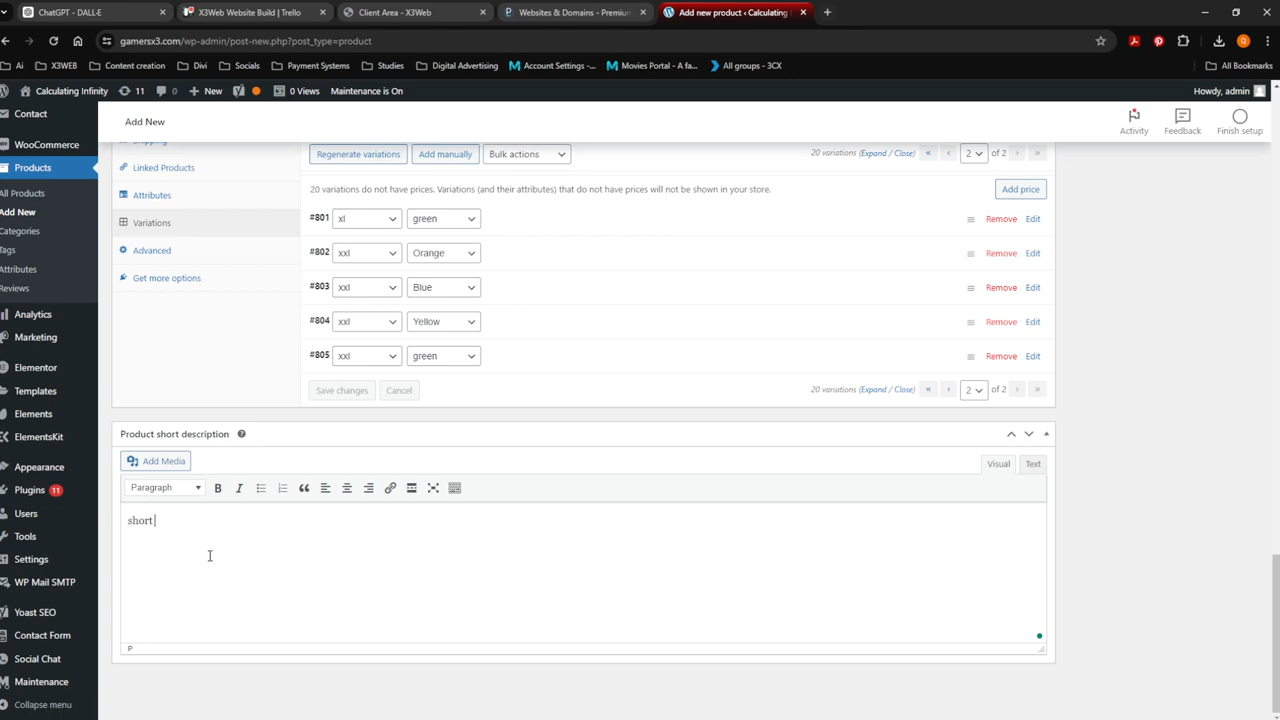 ChatGPT - DALL-E
X3Web Website Build | Trello
Client Area - X3Web
Websites & Domains - Premium
Add new product ‹ Calculating
gamersx3.com/wp-admin/post-new.php?post_type=product
Ai
X3WEB
Content creation
Divi
Socials
Payment Systems
Studies
Digital Advertising
Account Settings -...
Movies Portal - A fa...
All groups - 3CX
All Bookmarks
Calculating Infinity
11
0
New
0 Views
Maintenance is On
Howdy, admin
Contact
WooCommerce
Products
All Products
Add New
Categories
Tags
Attributes
Reviews
Analytics
Marketing
Elementor
Templates
Elements
ElementsKit
Appearance
Plugins 11
Users
Tools
Settings
WP Mail SMTP
Yoast SEO
Contact Form
Social Chat
Maintenance
Collapse menu
Add New
Activity
Feedback
Finish setup
Shipping
Linked Products
Attributes
Variations
Advanced
Get more options
Regenerate variations
Add manually
Bulk actions
20 variations (Expand / Close) « ‹ 2 of 2 › »
20 variations do not have prices. Variations (and their attributes) that do not have prices will not be shown in your store.
Add price
#801 xl green Remove Edit
#802 xxl Orange Remove Edit
#803 xxl Blue Remove Edit
#804 xxl Yellow Remove Edit
#805 xxl green Remove Edit
Save changes
Cancel
20 variations (Expand / Close) « ‹ 2 of 2 › »
Product short description
Add Media
Visual
Text
Paragraph
B I
short
P